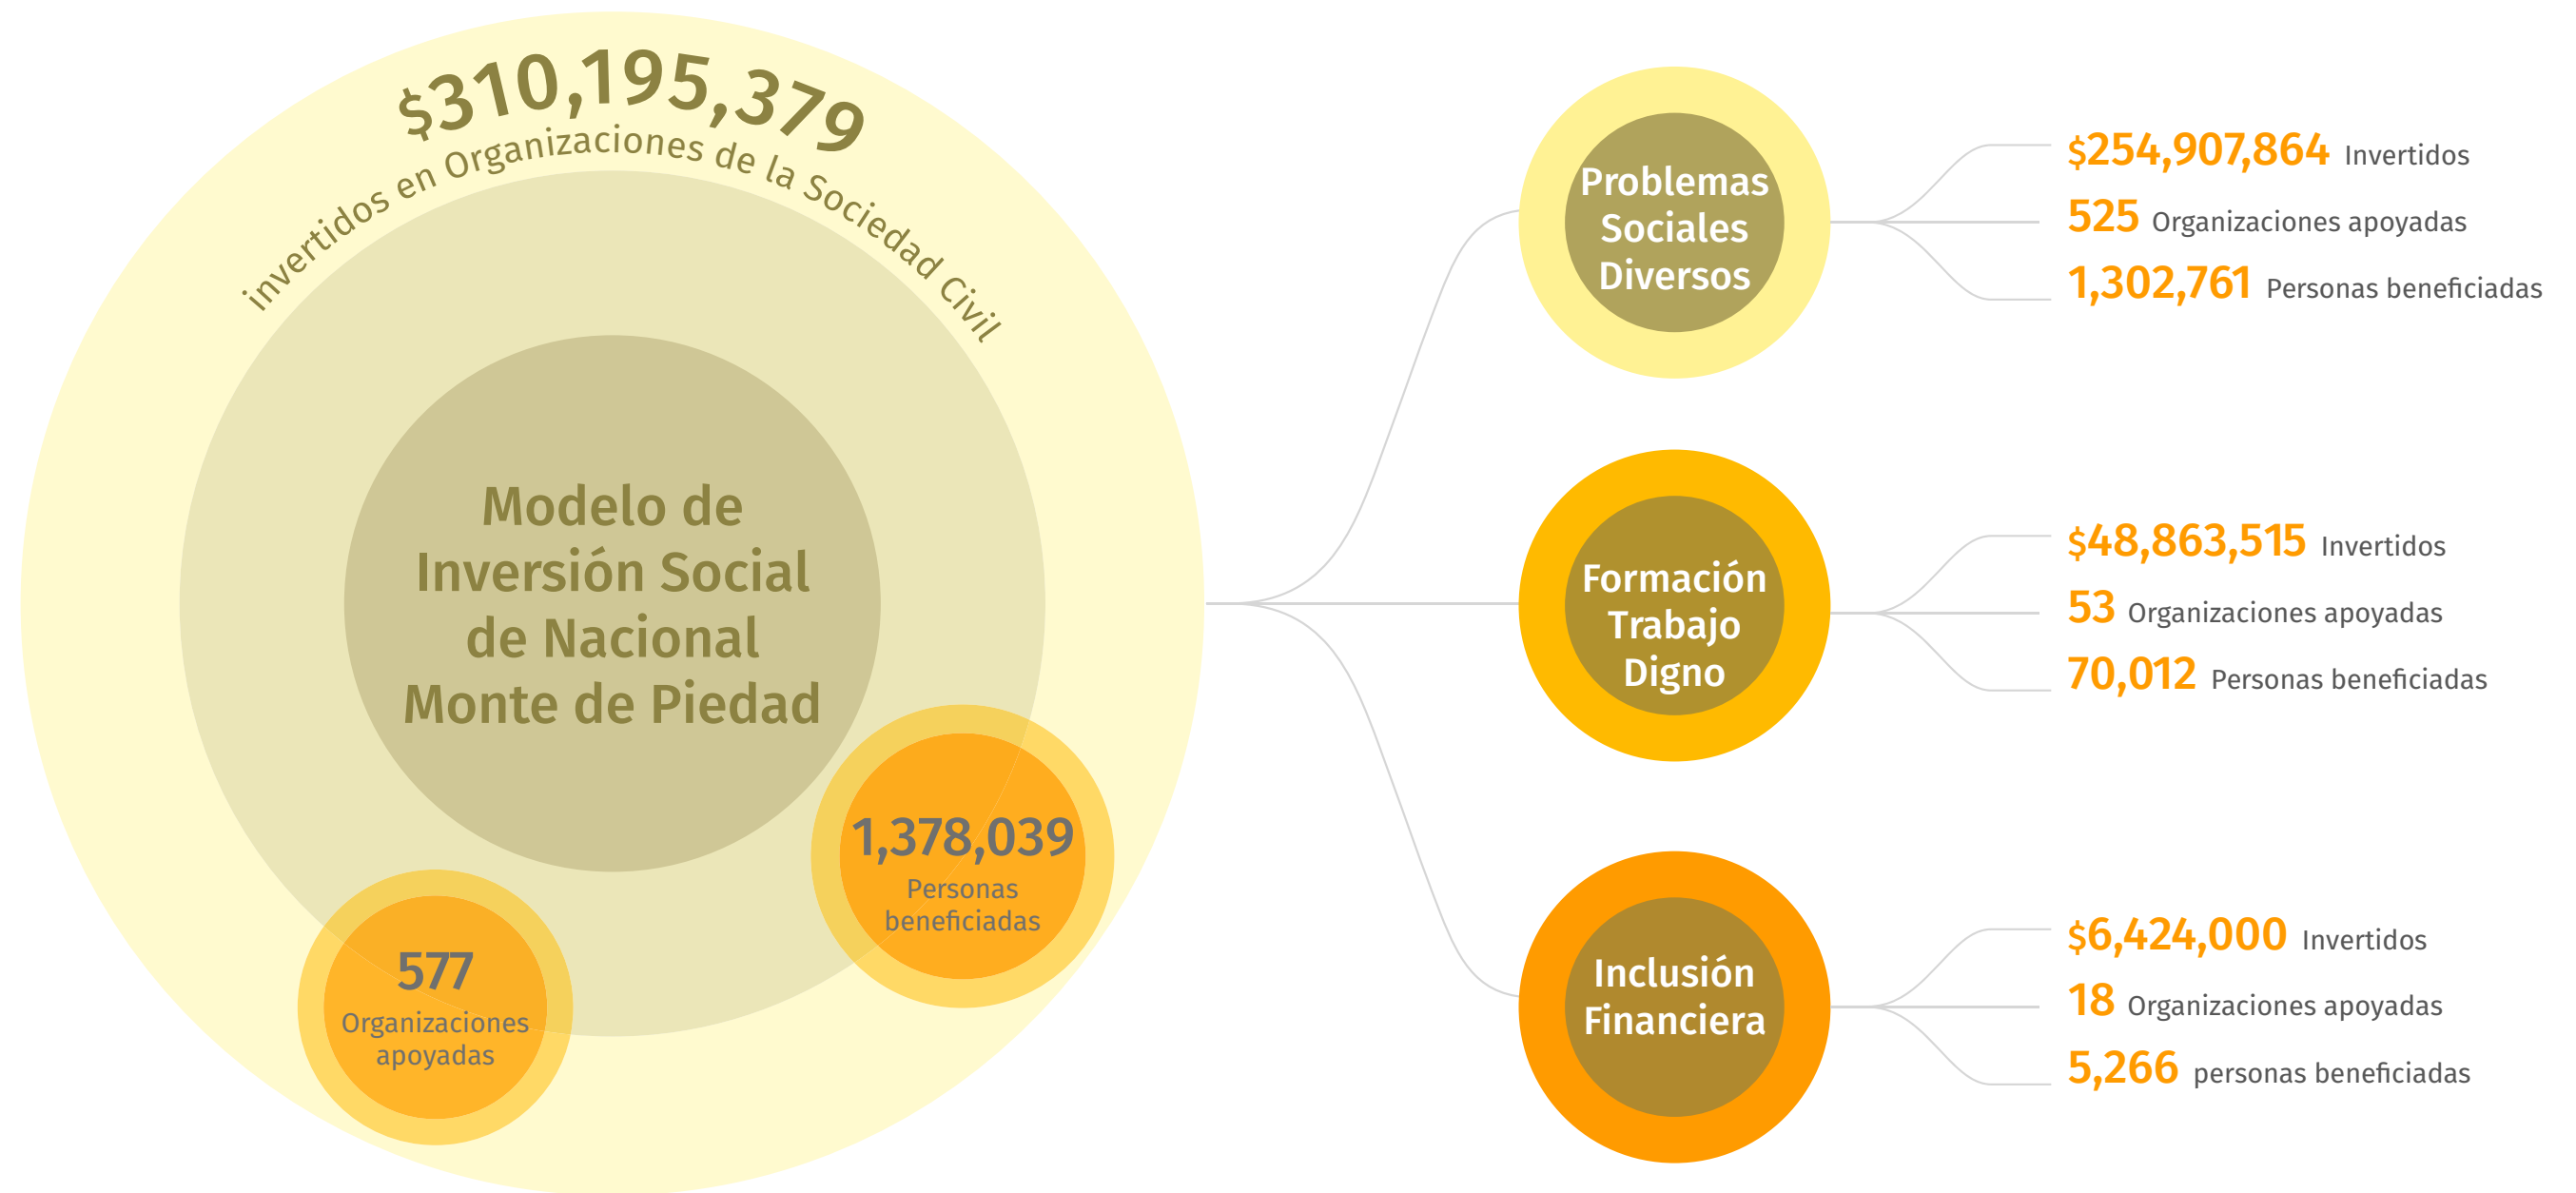 $310,195,379
invertidos en Organizaciones de la Sociedad Civil
Modelo de
Inversión Social
de Nacional
Monte de Piedad
1,378,039
Personas
beneficiadas
577
Organizaciones
apoyadas
Problemas
Sociales
Diversos
$254,907,864 Invertidos
525 Organizaciones apoyadas
1,302,761 Personas beneficiadas
Formación
Trabajo
Digno
$48,863,515 Invertidos
53 Organizaciones apoyadas
70,012 Personas beneficiadas
Inclusión
Financiera
$6,424,000 Invertidos
18 Organizaciones apoyadas
5,266 personas beneficiadas